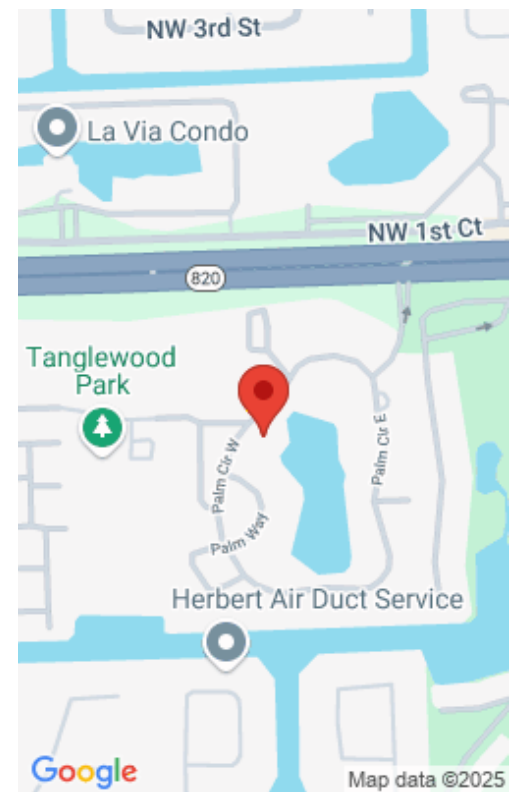 NW 3rd St
La Via Condo
NW 1st Ct
820
Tanglewood
Park
Palm Cir W
Palm Cir E
Palm Way
Herbert Air Duct Service
Google
Map data ©2025